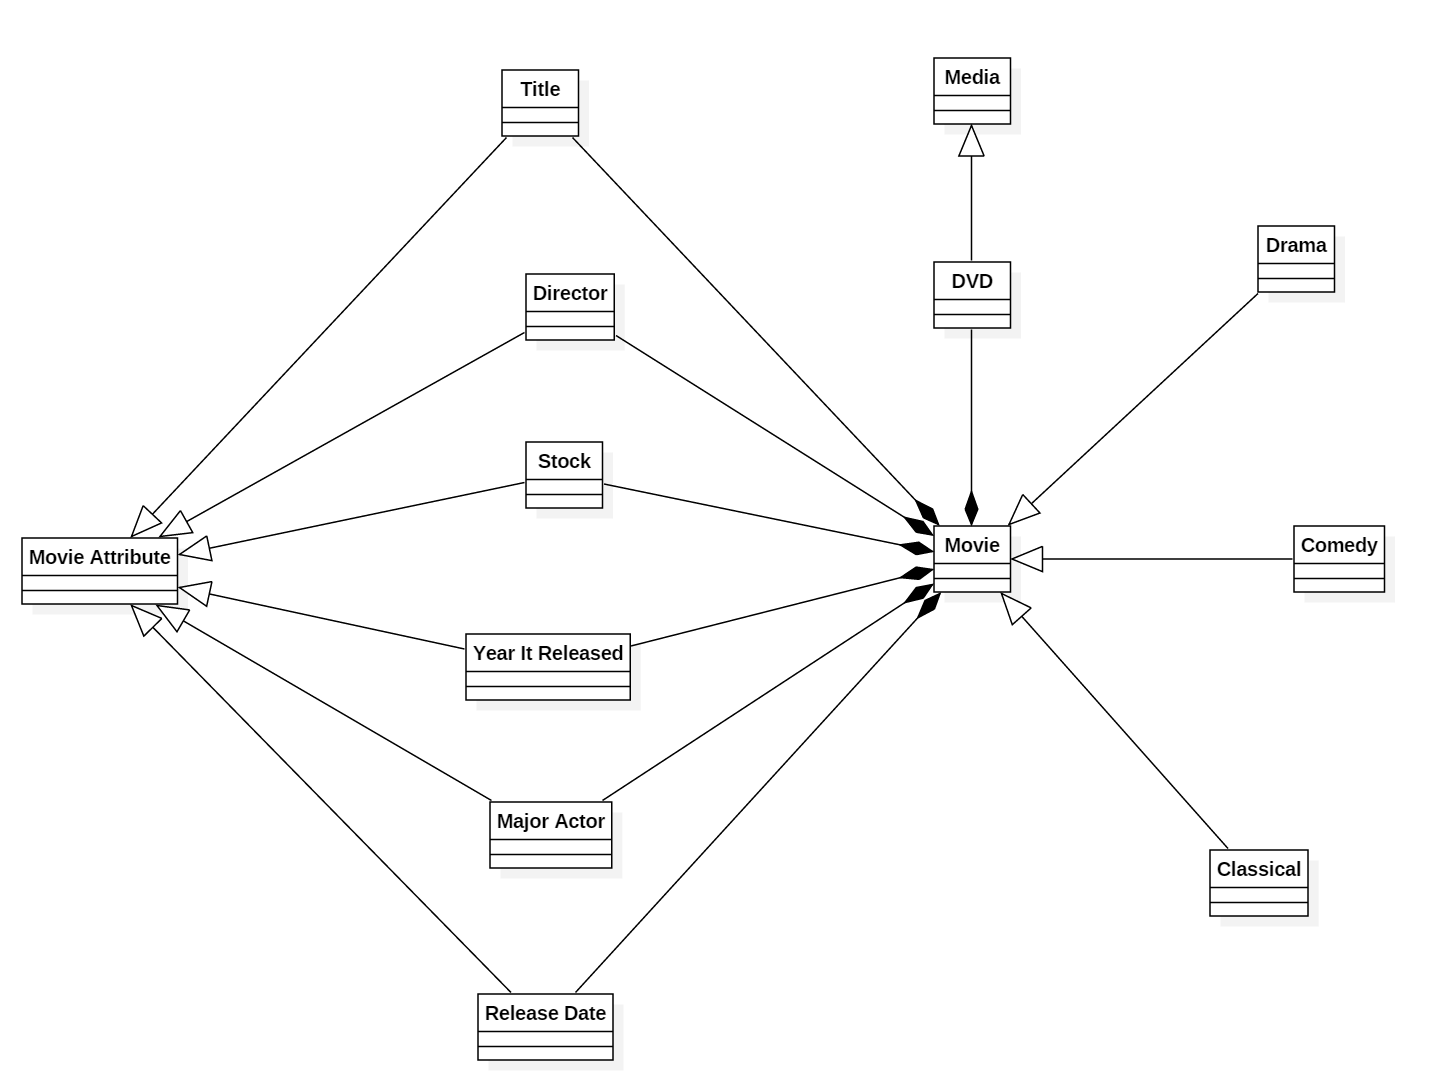 Title
Media
Drama
DVD
Director
Stock
Movie Attribute
Movie
Comedy
Year It Released
Major Actor
Classical
Release Date